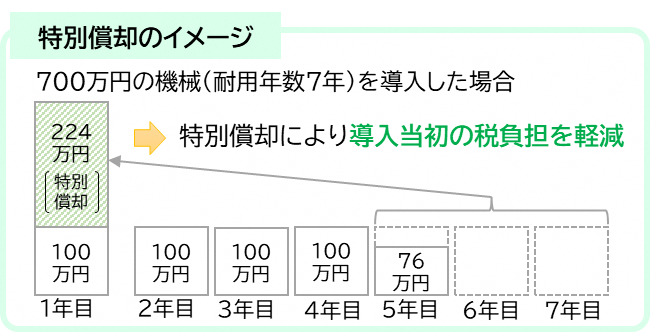 特別償却のイメージ
700万円の機械(耐用年数7年)を導入した場合
224
万円
特別
償却
特別償却により導入当初の税負担を軽減
100
万円
100
万円
100
万円
100
万円
76
万円
1年目
2年目
3年目
4年目
5年目
6年目
7年目